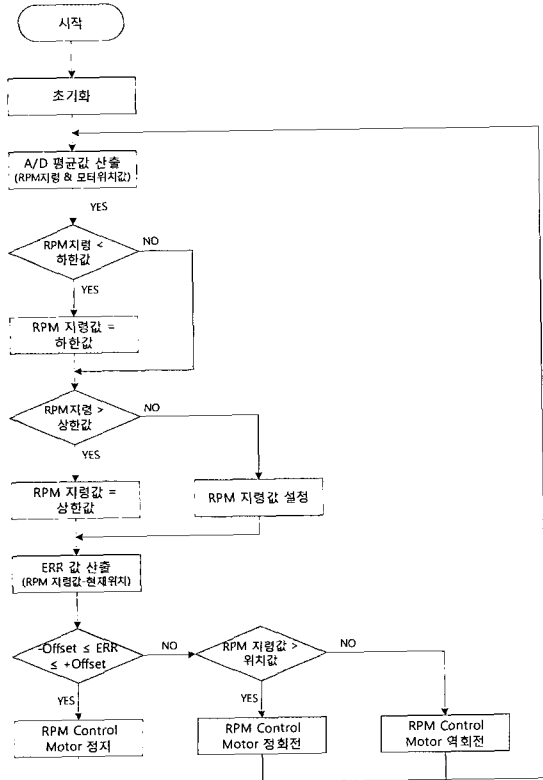 시작
초기화
A/D 평균값 산출
(RPM지령 & 모터위치값)
YES
RPM지령 <
하한값
NO
YES
RPM 지령값 =
하한값
RPM지령 >
상한값
NO
YES
RPM 지령값 =
상한값
RPM 지령값 설정
ERR 값 산출
(RPM 지령값-현재위치)
-Offset ≤ ERR
≤ +Offset
NO
RPM 지령값 >
위치값
NO
YES
YES
RPM Control
Motor 정지
RPM Control
Motor 정회전
RPM Control
Motor 역회전